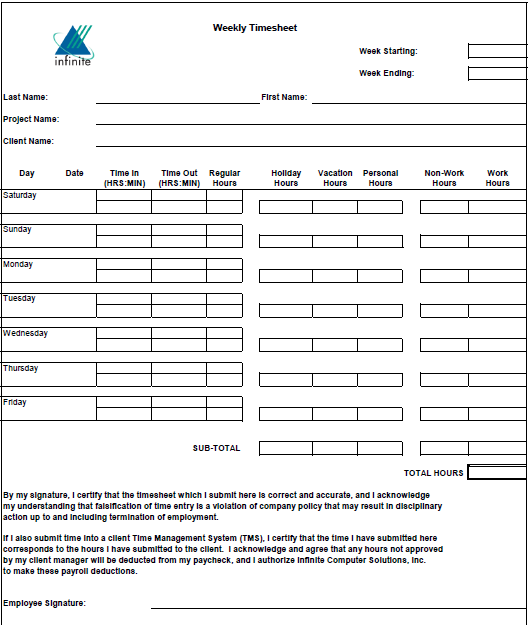 Weekly Timesheet
infinite
Week Starting:
Week Ending:
Last Name: First Name:
Project Name:
Client Name:
Day Date Time In (HRS:MIN) Time Out (HRS:MIN) Regular Hours Holiday Hours Vacation Hours Personal Hours Non-Work Hours Work Hours
Saturday
Sunday
Monday
Tuesday
Wednesday
Thursday
Friday
SUB-TOTAL
TOTAL HOURS
By my signature, I certify that the timesheet which I submit here is correct and accurate, and I acknowledge
my understanding that falsification of time entry is a violation of company policy that may result in disciplinary
action up to and including termination of employment.
If I also submit time into a client Time Management System (TMS), I certify that the time I have submitted here
corresponds to the hours I have submitted to the client. I acknowledge and agree that any hours not approved
by my client manager will be deducted from my paycheck, and I authorize Infinite Computer Solutions, Inc.
to make these payroll deductions.
Employee Signature: